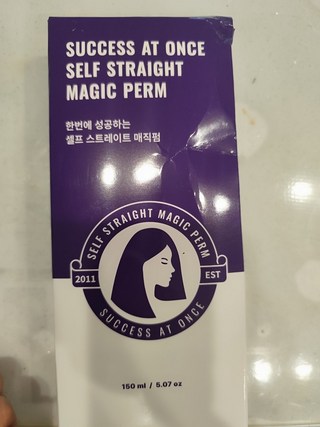 SUCCESS AT ONCE
SELF STRAIGHT
MAGIC PERM
한번에 성공하는
셀프 스트레이트 매직펌
SELF STRAIGHT MAGIC PERM
2011
EST
SUCCESS AT ONCE
150 ml / 5.07 oz